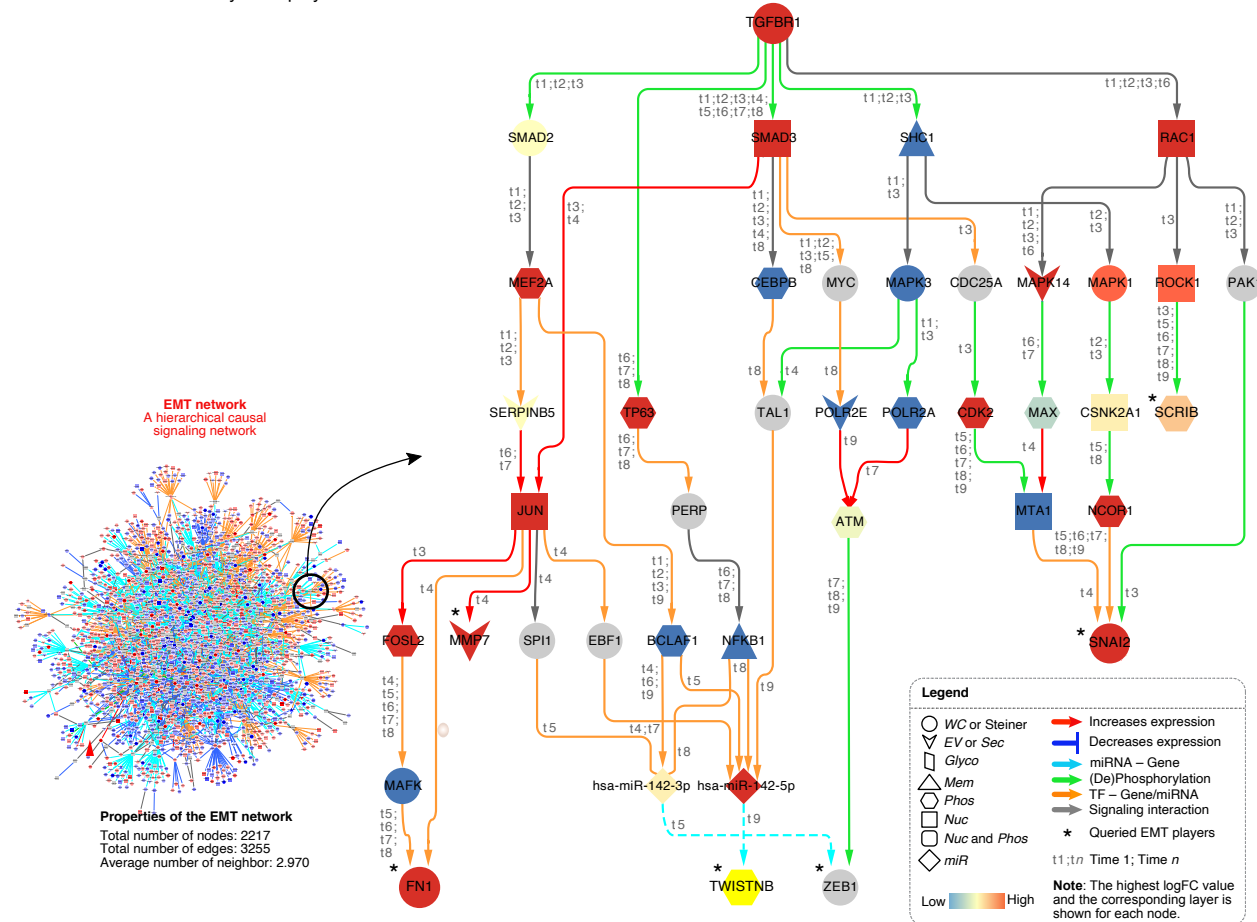 TGFBR1
t1;t2;t3
t1;t2;t3;t4;
t5;t6;t7;t8
t1;t2;t3
t1;t2;t3;t6
SMAD2
SMAD3
SHC1
RAC1
t1;
t2;
t3
t3;
t4
t1;
t2;
t3;
t4;
t8
t1;t2;
t3;t5;
t8
t1;
t3
t3
t1;
t2;
t3;
t6
t2;
t3
t3
t1;
t2;
t3
MEF2A
CEBPB
MYC
MAPK3
CDC25A
MAPK14
MAPK1
ROCK1
PAK
t1;
t2;
t3
t6;
t7;
t8
t8
t4
t8
t1;
t3
t3
t6;
t7
t2;
t3
t3;
t5;
t6;
t7;
t8;
t9
SERPINB5
TP63
TAL1
POLR2E
POLR2A
CDK2
MAX
CSNK2A1
* SCRIB
EMT network
A hierarchical causal
signaling network
t6;
t7
t6;
t7;
t8
t9
t7
t5;
t6;
t7;
t8;
t9
t4
t5;
t8
JUN
PERP
ATM
MTA1
NCOR1
t3
t4
t4
t4
t4
t1;
t2;
t3;
t9
t6;
t7;
t8
t7;
t8;
t9
t5;t6;t7;
t8;t9
t4
t3
FOSL2
* MMP7
SPI1
EBF1
BCLAF1
NFKB1
* SNAI2
t4;
t5;
t6;
t7;
t8
t5
t4;t7
t4;
t6;
t9
t5
t8
t8
t9
MAFK
hsa-miR-142-3p
hsa-miR-142-5p
t5;
t6;
t7;
t8
t5
t9
* FN1
* TWISTNB
* ZEB1
Properties of the EMT network
Total number of nodes: 2217
Total number of edges: 3255
Average number of neighbor: 2.970
Legend
WC or Steiner
EV or Sec
Glyco
Mem
Phos
Nuc
Nuc and Phos
miR
Low High
Increases expression
Decreases expression
miRNA – Gene
(De)Phosphorylation
TF – Gene/miRNA
Signaling interaction
* Queried EMT players
t1;tn Time 1; Time n
Note: The highest logFC value
and the corresponding layer is
shown for each node.